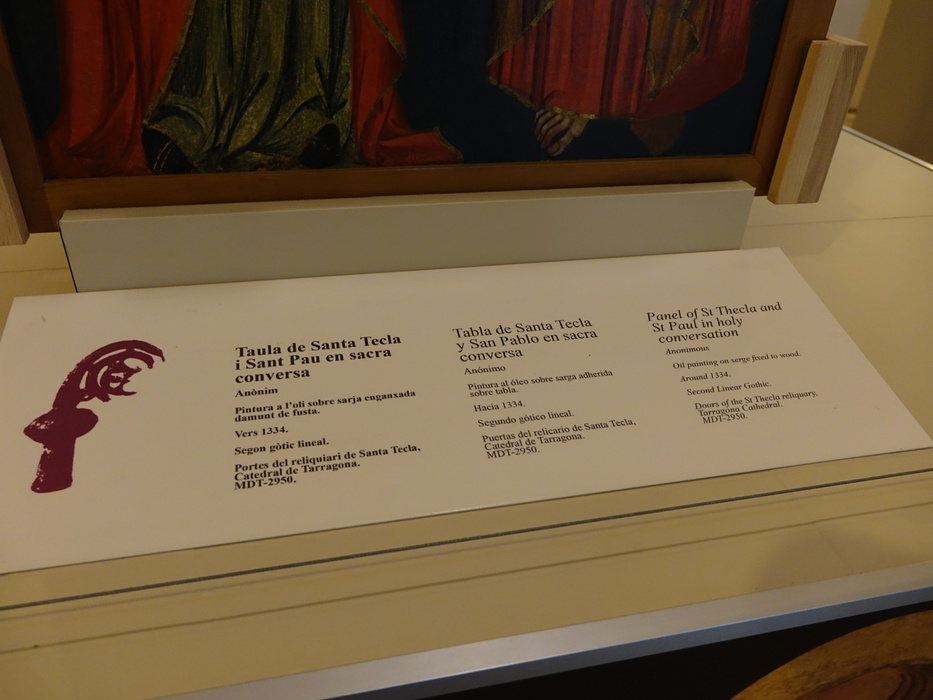 Taula de Santa Tecla
i Sant Pau en sacra
conversa
Anònim
Pintura a l'oli sobre sarja enganxada
damunt de fusta.
Vers 1334.
Segon gòtic lineal.
Portes del reliquiari de Santa Tecla,
Catedral de Tarragona.
MDT-2950.
Tabla de Santa Tecla
y San Pablo en sacra
conversa
Anónimo
Pintura al óleo sobre sarga adherida
sobre tabla.
Hacia 1334.
Segundo gótico lineal.
Puertas del relicario de Santa Tecla,
Catedral de Tarragona.
MDT-2950.
Panel of St Thecla and
St Paul in holy
conversation
Anonymous
Oil painting on serge fixed to wood.
Around 1334.
Second Linear Gothic.
Doors of the St Thecla reliquary,
Tarragona Cathedral.
MDT-2950.